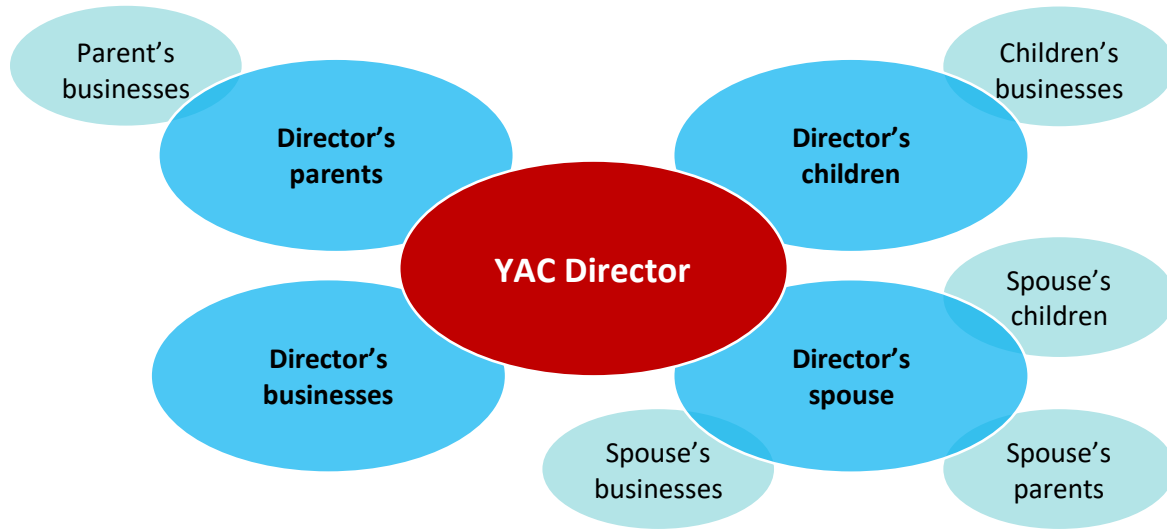 Parent’s
businesses
Children’s
businesses
Director’s
parents
Director’s
children
YAC Director
Spouse’s
children
Director’s
businesses
Director’s
spouse
Spouse’s
businesses
Spouse’s
parents